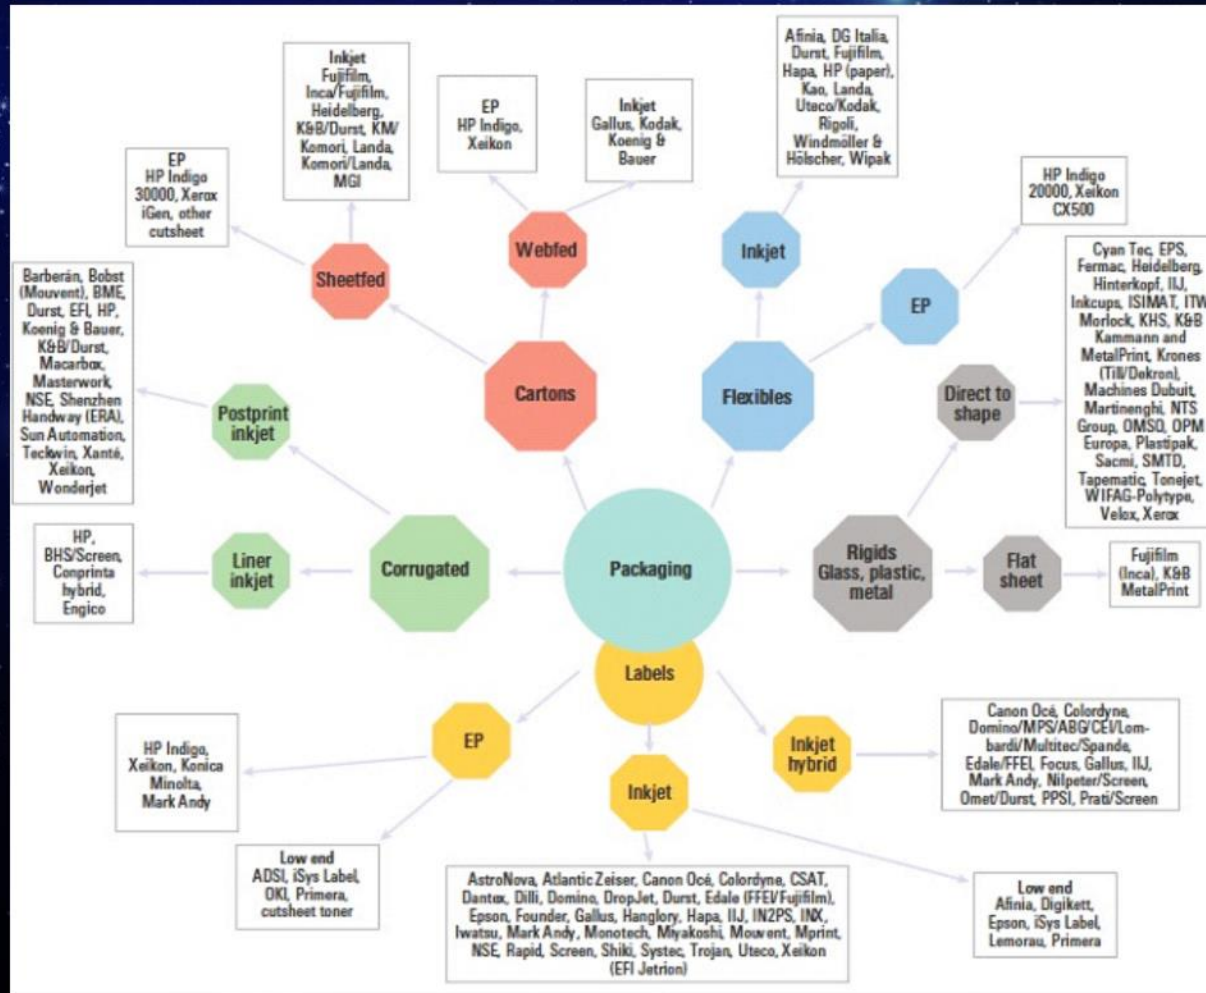 Inkjet
Fujifilm,
Inca/Fujifilm,
Heidelberg,
K&B/Durst, KM/
Komori, Landa,
Komori/Landa,
MGI
EP
HP Indigo,
Xeikon
Inkjet
Gallus, Kodak,
Koenig &
Bauer
Afinia, DG Italia,
Durst, Fujifilm,
Hapa, HP (paper),
Kao, Landa,
Uteco/Kodak,
Rigoli,
Windmöller &
Hölscher, Wipak
EP
HP Indigo
30000, Xerox
iGen, other
cutsheet
HP Indigo
20000, Xeikon
CX500
Sheetfed
Webfed
Inkjet
EP
Barberán, Bobst
(Mouvent), BME,
Durst, EFI, HP,
Koenig & Bauer,
K&B/Durst,
Macarbox,
Masterwork,
NSE, Shenzhen
Handway (ERA),
Sun Automation,
Teckwin, Xanté,
Xeikon,
Wonderjet
Cyan Tec, EPS,
Fermac, Heidelberg,
Hinterkopf, IIJ,
Inkcups, ISIMAT, ITW
Morlock, KHS, K&B
Kammann and
MetalPrint, Krones
(Till/Dekron),
Machines Dubuit,
Martinenghi, NTS
Group, OMSO, OPM
Europa, Plastipak,
Sacmi, SMTD,
Tapematic, Tonejet,
WIFAG-Polytype,
Velox, Xerox
Postprint
inkjet
Cartons
Flexibles
Direct to
shape
HP,
BHS/Screen,
Conprinta
hybrid,
Engico
Liner
inkjet
Corrugated
Packaging
Rigids
Glass, plastic,
metal
Flat
sheet
Fujifilm
(Inca), K&B
MetalPrint
Labels
HP Indigo,
Xeikon, Konica
Minolta,
Mark Andy
EP
Inkjet
Inkjet
hybrid
Canon Océ, Colordyne,
Domino/MPS/ABG/CEI/Lom-
bardi/Multitec/Spande,
Edale/FFEI, Focus, Gallus, IIJ,
Mark Andy, Nilpeter/Screen,
Omet/Durst, PPSI, Prati/Screen
Low end
ADSI, iSys Label,
OKI, Primera,
cutsheet toner
AstroNova, Atlantic Zeiser, Canon Océ, Colordyne, CSAT,
Dantex, Dilli, Domino, DropJet, Durst, Edale (FFEI/Fujifilm),
Epson, Founder, Gallus, Hanglory, Hapa, IIJ, IN2PS, INX,
Iwatsu, Mark Andy, Monotech, Miyakoshi, Mouvent, Mprint,
NSE, Rapid, Screen, Shiki, Systec, Trojan, Uteco, Xeikon
(EFI Jetrion)
Low end
Afinia, Digikett,
Epson, iSys Label,
Lemorau, Primera